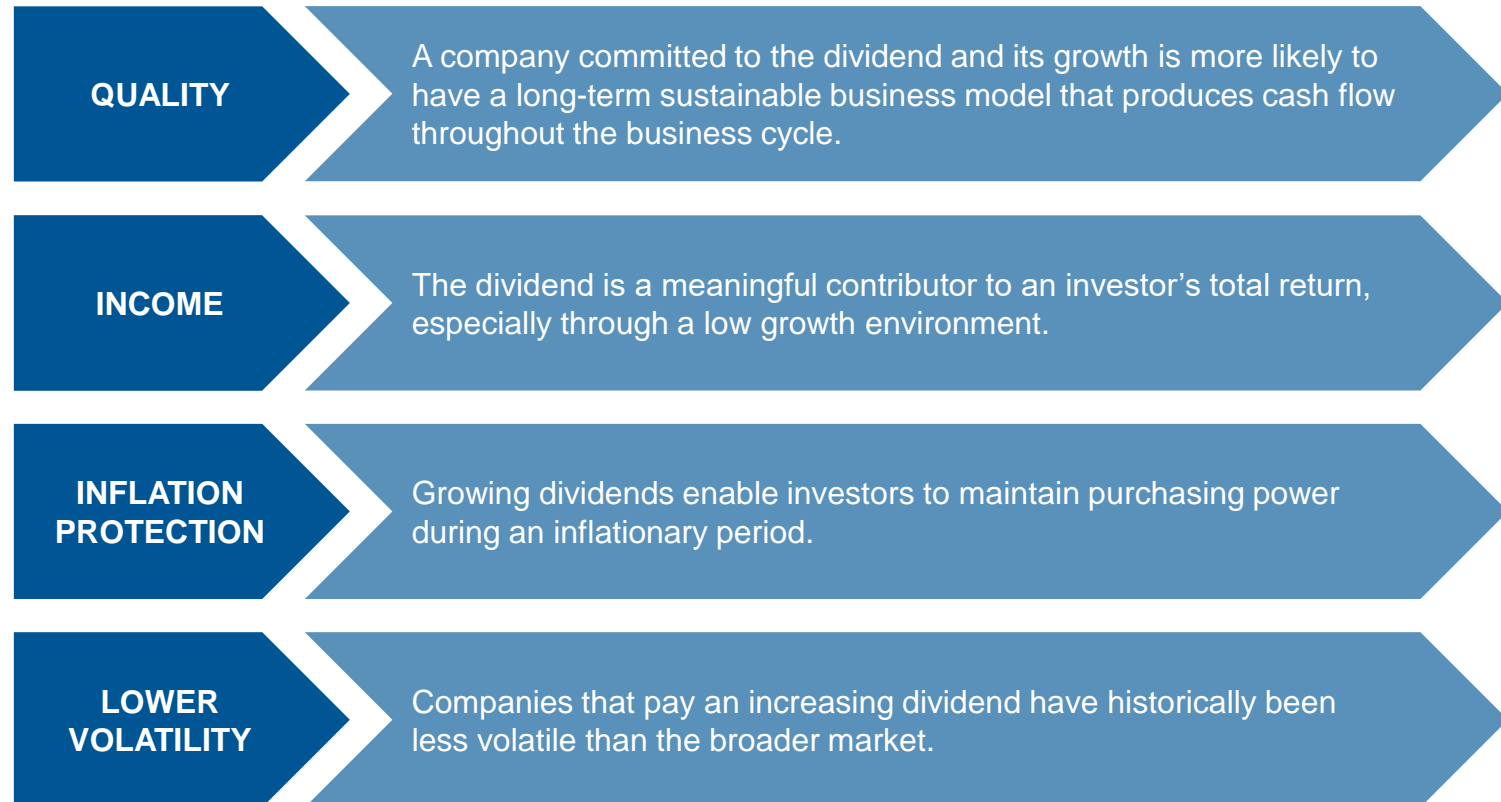 QUALITY
A company committed to the dividend and its growth is more likely to
have a long-term sustainable business model that produces cash flow
throughout the business cycle.
INCOME
The dividend is a meaningful contributor to an investor’s total return,
especially through a low growth environment.
INFLATION
PROTECTION
Growing dividends enable investors to maintain purchasing power
during an inflationary period.
LOWER
VOLATILITY
Companies that pay an increasing dividend have historically been
less volatile than the broader market.